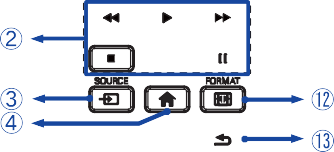 ②
SOURCE
FORMAT
③
⑫
④
⑬